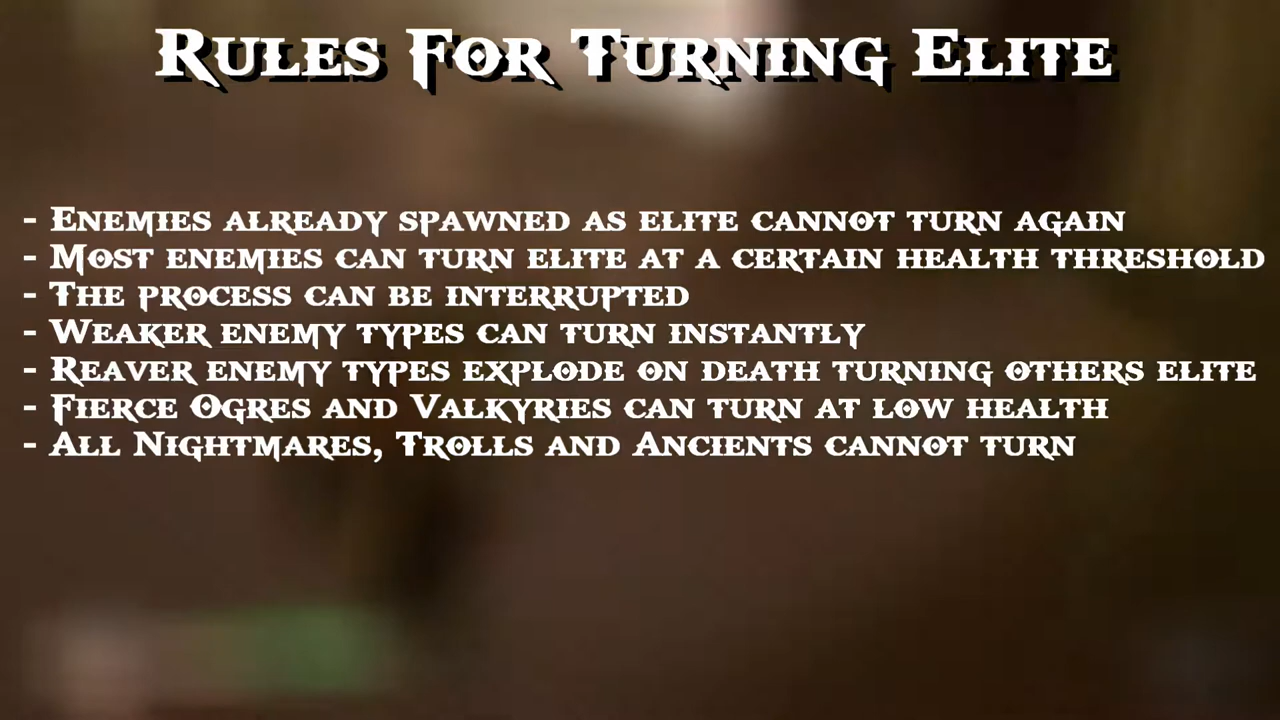 Rules For Turning Elite
- Enemies already spawned as elite cannot turn again
- Most enemies can turn elite at a certain health threshold
- The process can be interrupted
- Weaker enemy types can turn instantly
- Reaver enemy types explode on death turning others elite
- Fierce Ogres and Valkyries can turn at low health
- All Nightmares, Trolls and Ancients cannot turn